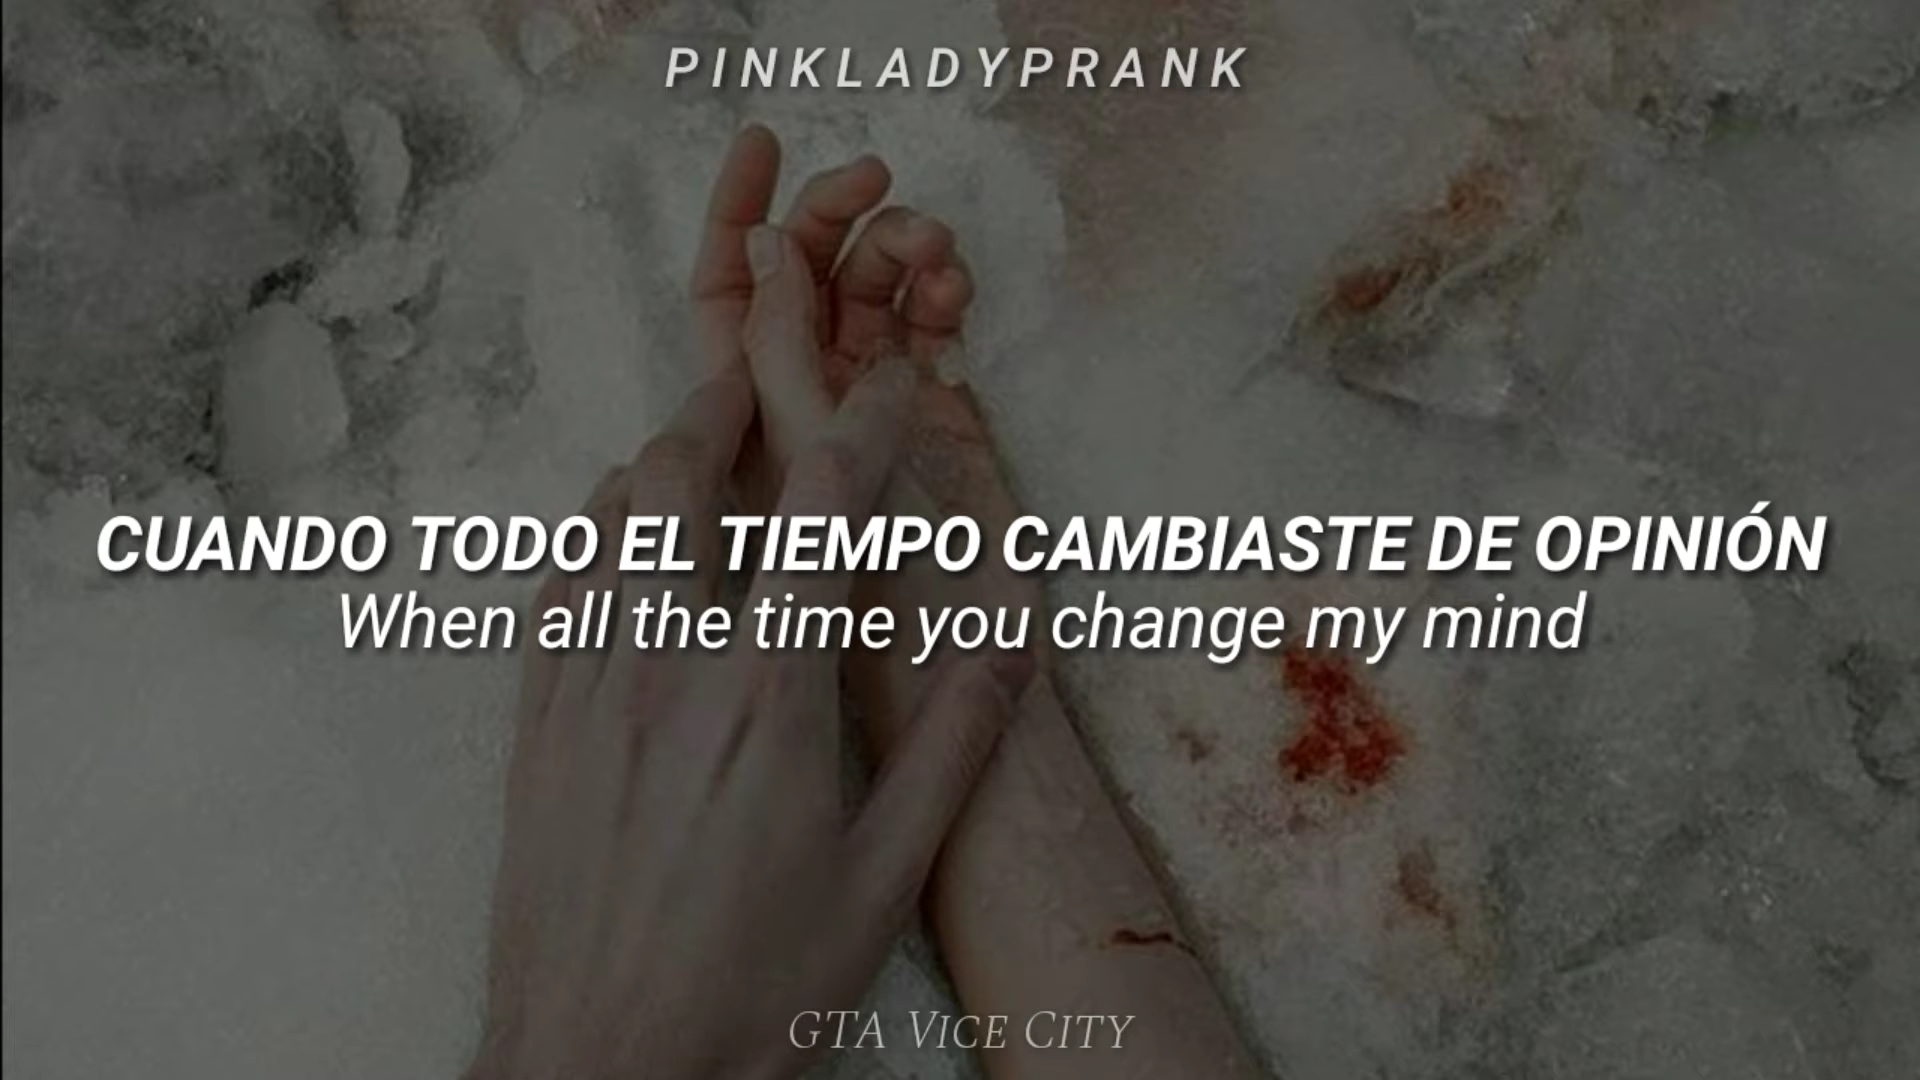 PINKLADYPRANK
CUANDO TODO EL TIEMPO CAMBIASTE DE OPINIÓN
When all the time you change my mind
GTA VICE CITY